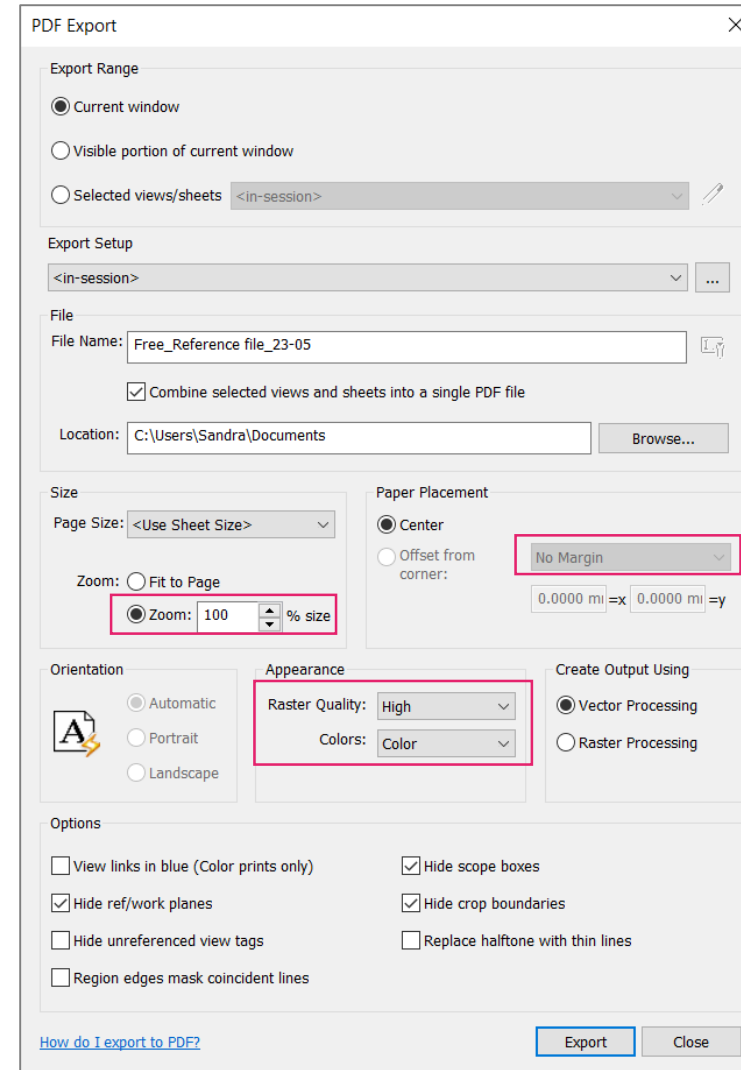 PDF Export
Export Range
Current window
Visible portion of current window
Selected views/sheets <in-session>
Export Setup
<in-session>
...
File
File Name: Free_Reference file_23-05
Combine selected views and sheets into a single PDF file
Location: C:\Users\Sandra\Documents
Browse...
Size
Page Size: <Use Sheet Size>
Zoom: Fit to Page
Zoom: 100 % size
Paper Placement
Center
Offset from
corner:
No Margin
0.0000 =x 0.0000 =y
Orientation
Automatic
Portrait
Landscape
Appearance
Raster Quality: High
Colors: Color
Create Output Using
Vector Processing
Raster Processing
Options
View links in blue (Color prints only)
Hide ref/work planes
Hide unreferenced view tags
Region edges mask coincident lines
Hide scope boxes
Hide crop boundaries
Replace halftone with thin lines
How do I export to PDF?
Export
Close